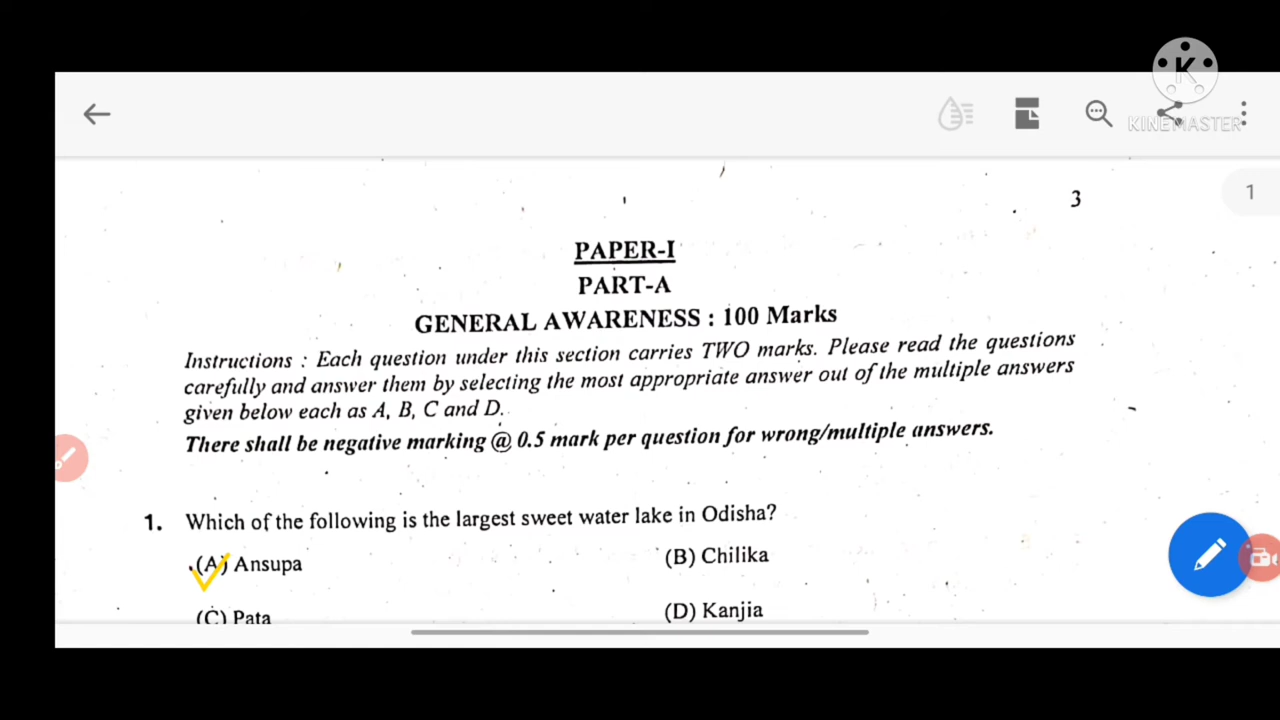 KINEMASTER
3
1
PAPER-I
PART-A
GENERAL AWARENESS : 100 Marks
Instructions : Each question under this section carries TWO marks. Please read the questions
carefully and answer them by selecting the most appropriate answer out of the multiple answers
given below each as A, B, C and D.
There shall be negative marking @ 0.5 mark per question for wrong/multiple answers.
1. Which of the following is the largest sweet water lake in Odisha?
(A) Ansupa (B) Chilika
(C) Pata (D) Kanjia